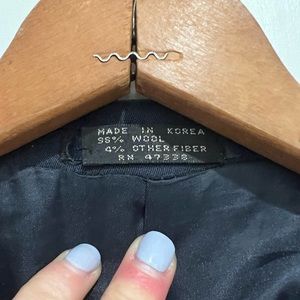 MADE IN KOREA
96% WOOL
4% OTHER FIBER
RN 47338